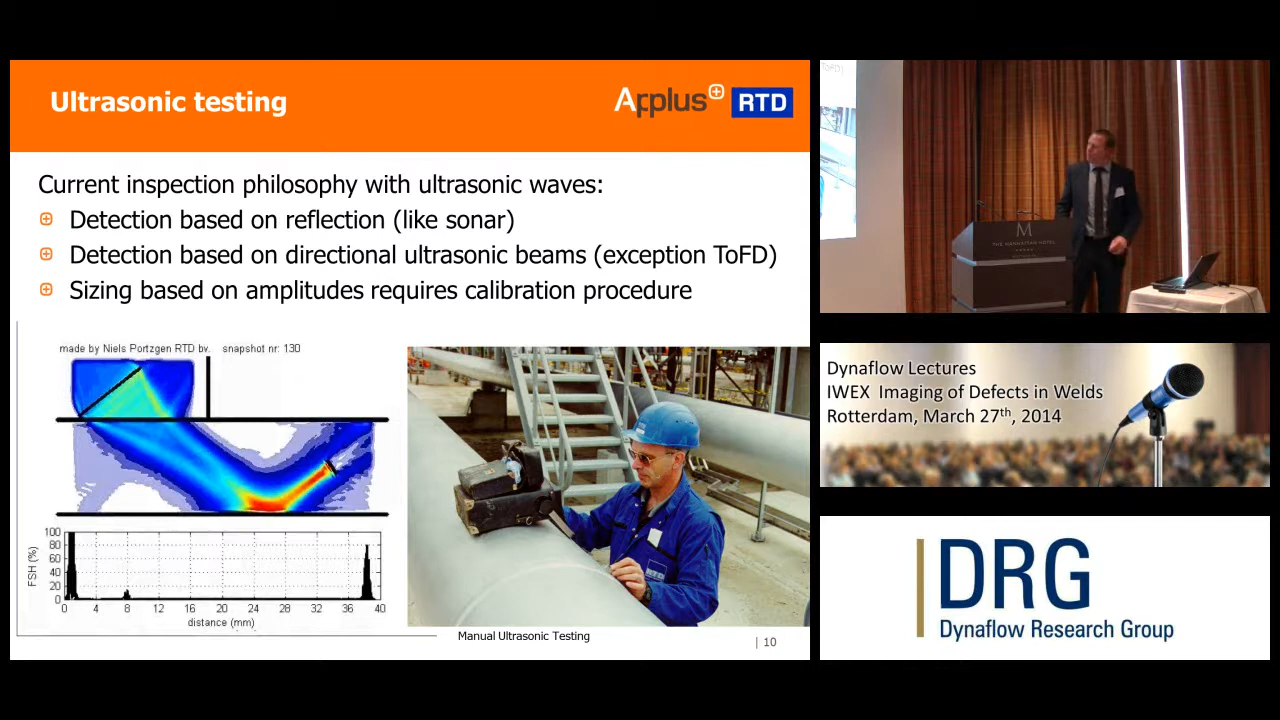 Ultrasonic testing
Applus+ RTD
Current inspection philosophy with ultrasonic waves:
Detection based on reflection (like sonar)
Detection based on directional ultrasonic beams (exception ToFD)
Sizing based on amplitudes requires calibration procedure
made by Niels Portzgen RTD bv. snapshot nr: 130
FSH (%)
100
80
60
40
20
0
0 4 8 12 16 20 24 28 32 36 40
distance (mm)
RTD
Manual Ultrasonic Testing
| 10
M
THE MANHATTAN HOTEL
Dynaflow Lectures
IWEX Imaging of Defects in Welds
Rotterdam, March 27th, 2014
DRG
Dynaflow Research Group